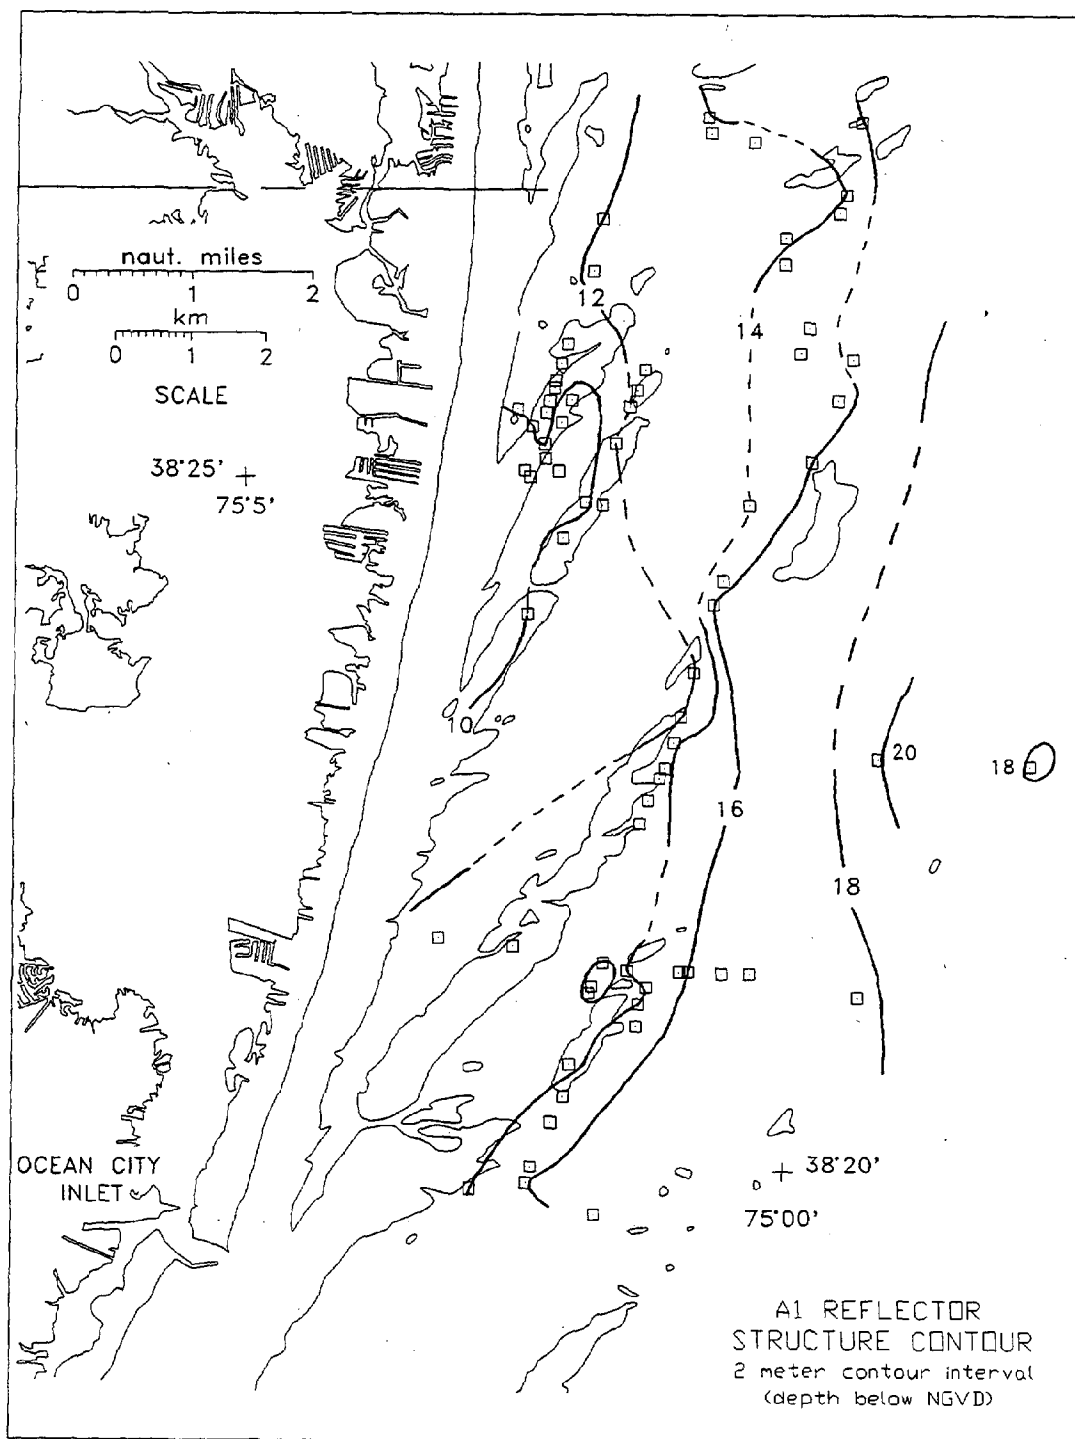 naut. miles
0 1 2
km
0 1 2
SCALE
12
14
38°25'
75°5'
10
20
18
16
18
OCEAN CITY
INLET
38°20'
75°00'
A1 REFLECTOR
STRUCTURE CONTOUR
2 meter contour interval
(depth below NGVD)